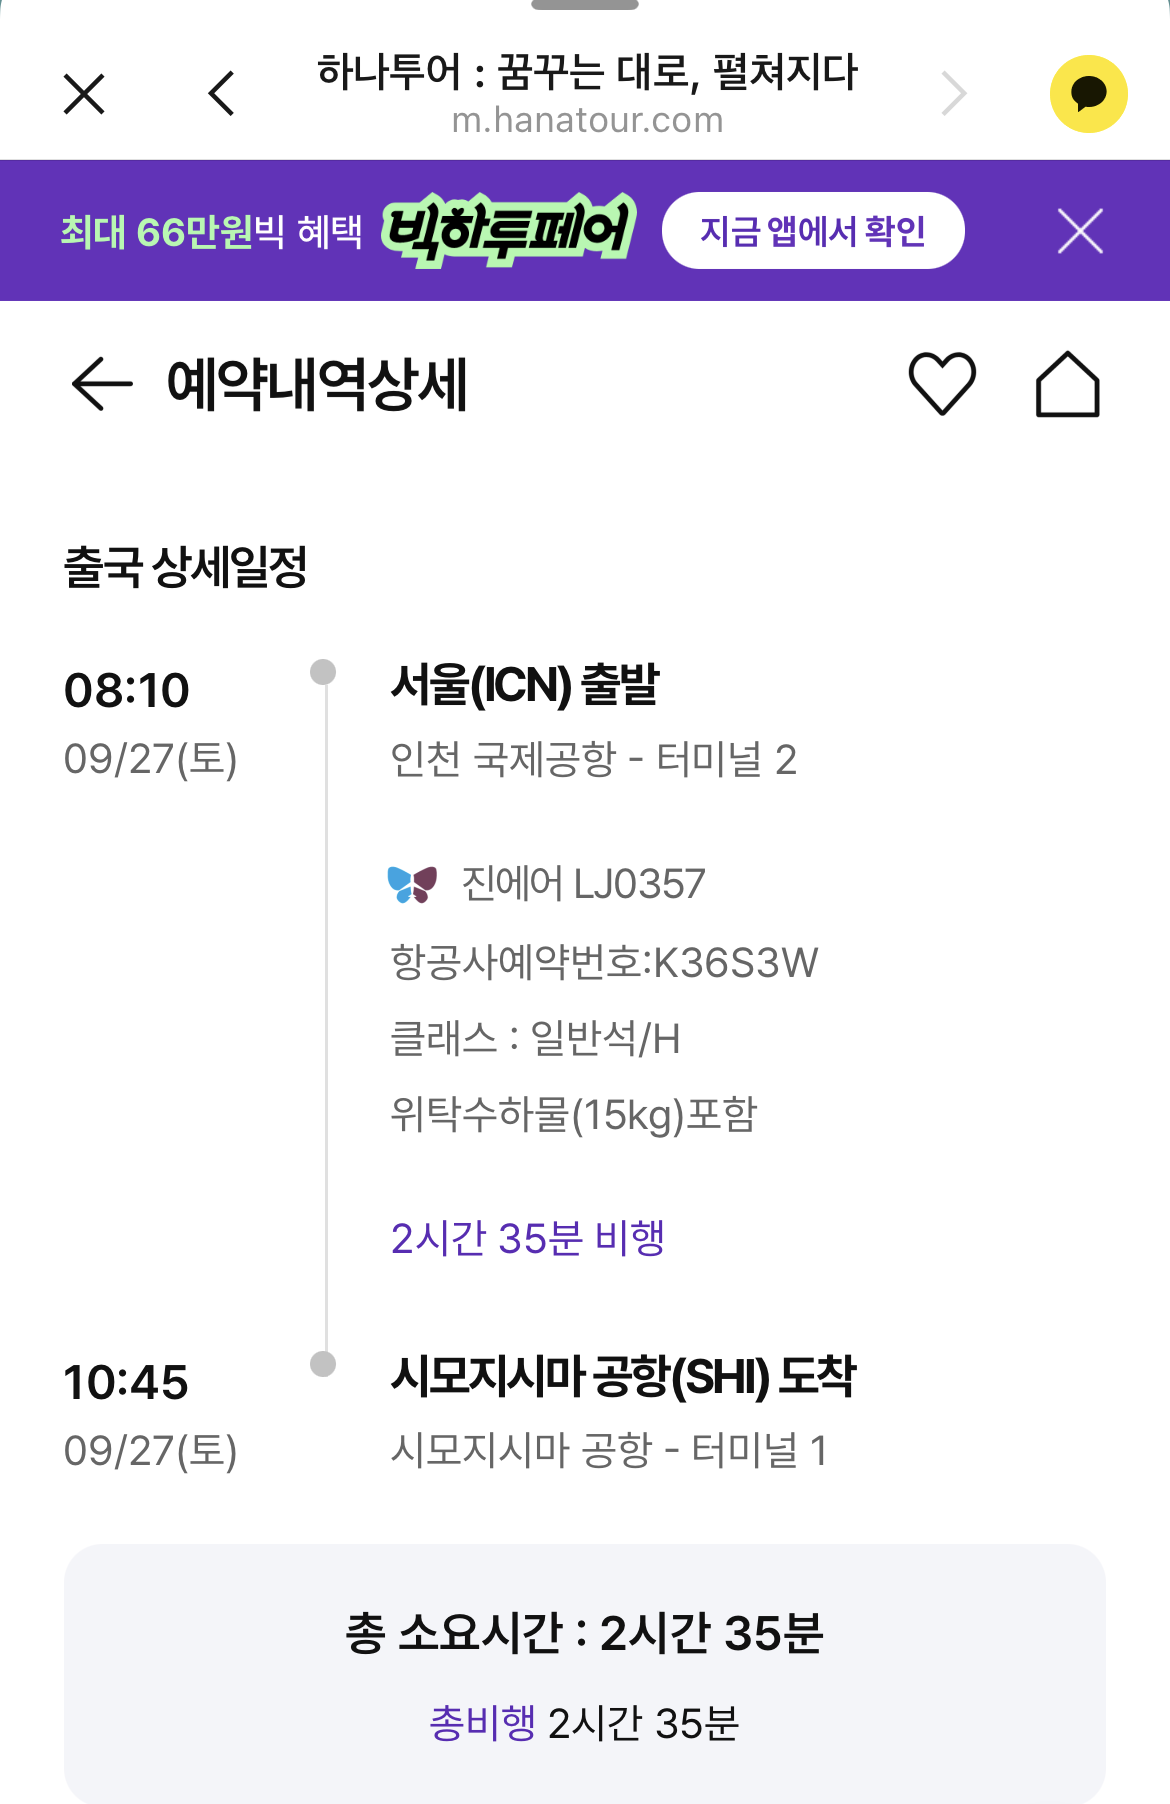 하나투어 : 꿈꾸는 대로, 펼쳐지다
m.hanatour.com
최대 66만원빅 혜택 빅하투페어 지금 앱에서 확인
예약내역상세
출국 상세일정
08:10 서울(ICN) 출발
09/27(토) 인천 국제공항 - 터미널 2
진에어 LJ0357
항공사예약번호:K36S3W
클래스 : 일반석/H
위탁수하물(15kg)포함
2시간 35분 비행
10:45 시모지시마 공항(SHI) 도착
09/27(토) 시모지시마 공항 - 터미널 1
총 소요시간 : 2시간 35분
총비행 2시간 35분